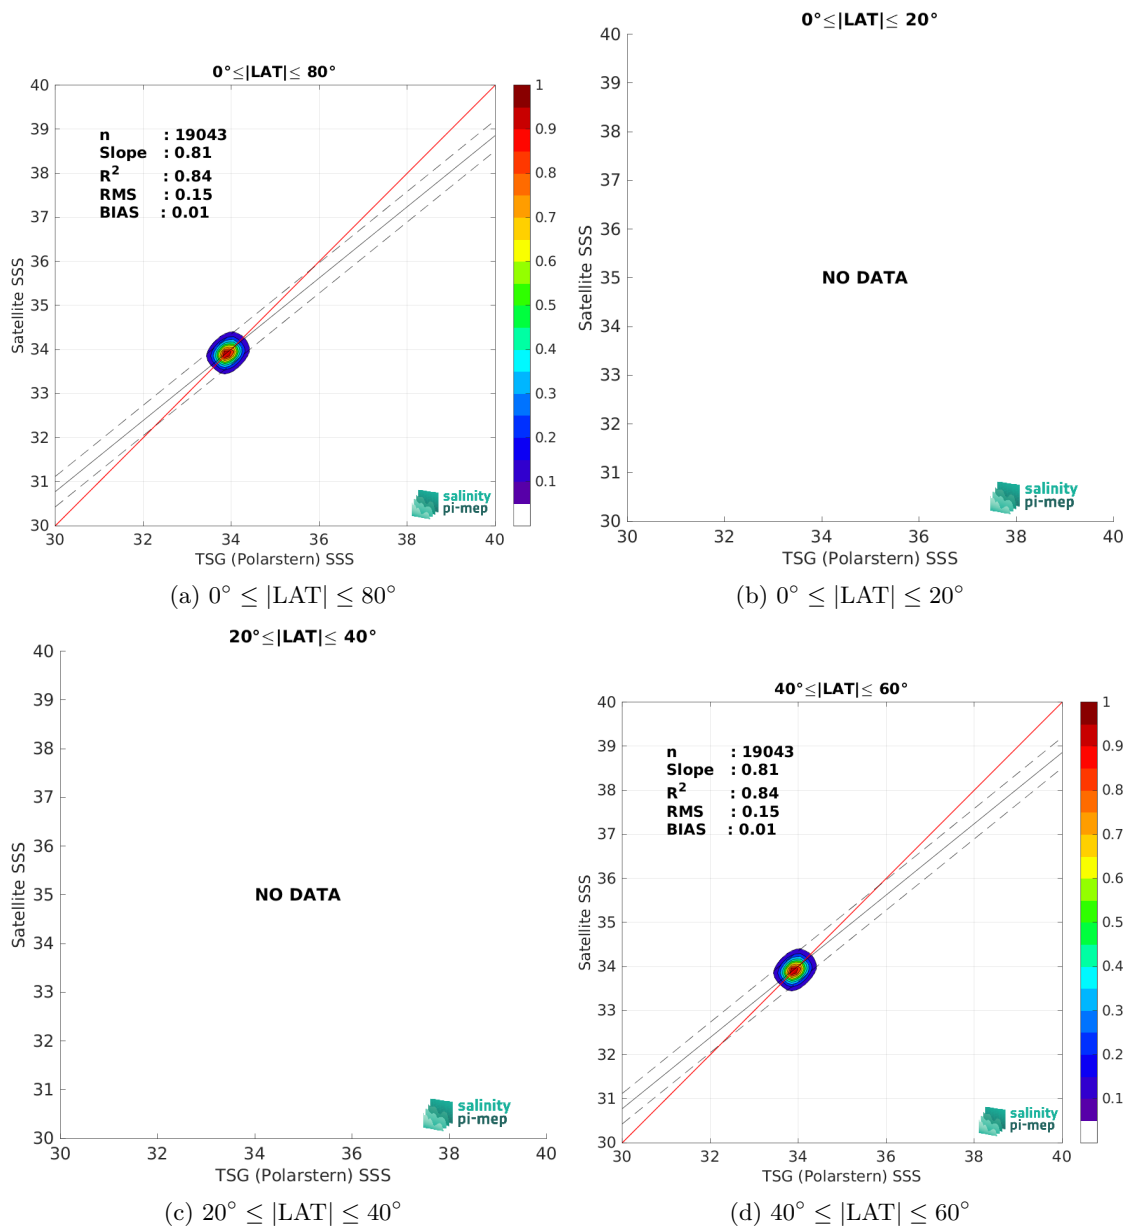 0°≤|LAT|≤ 80°
40
39
38
37
36
35
34
33
32
31
30
Satellite SSS
n : 19043
Slope : 0.81
R² : 0.84
RMS : 0.15
BIAS : 0.01
salinity
pi-mep
30 32 34 36 38 40
TSG (Polarstern) SSS
1
0.9
0.8
0.7
0.6
0.5
0.4
0.3
0.2
0.1
(a) 0° ≤ |LAT| ≤ 80°
0°≤|LAT|≤ 20°
40
39
38
37
36
35
34
33
32
31
30
Satellite SSS
NO DATA
salinity
pi-mep
30 32 34 36 38 40
TSG (Polarstern) SSS
(b) 0° ≤ |LAT| ≤ 20°
20°≤|LAT|≤ 40°
40
39
38
37
36
35
34
33
32
31
30
Satellite SSS
NO DATA
salinity
pi-mep
30 32 34 36 38 40
TSG (Polarstern) SSS
(c) 20° ≤ |LAT| ≤ 40°
40°≤|LAT|≤ 60°
40
39
38
37
36
35
34
33
32
31
30
Satellite SSS
n : 19043
Slope : 0.81
R² : 0.84
RMS : 0.15
BIAS : 0.01
salinity
pi-mep
30 32 34 36 38 40
TSG (Polarstern) SSS
1
0.9
0.8
0.7
0.6
0.5
0.4
0.3
0.2
0.1
(d) 40° ≤ |LAT| ≤ 60°